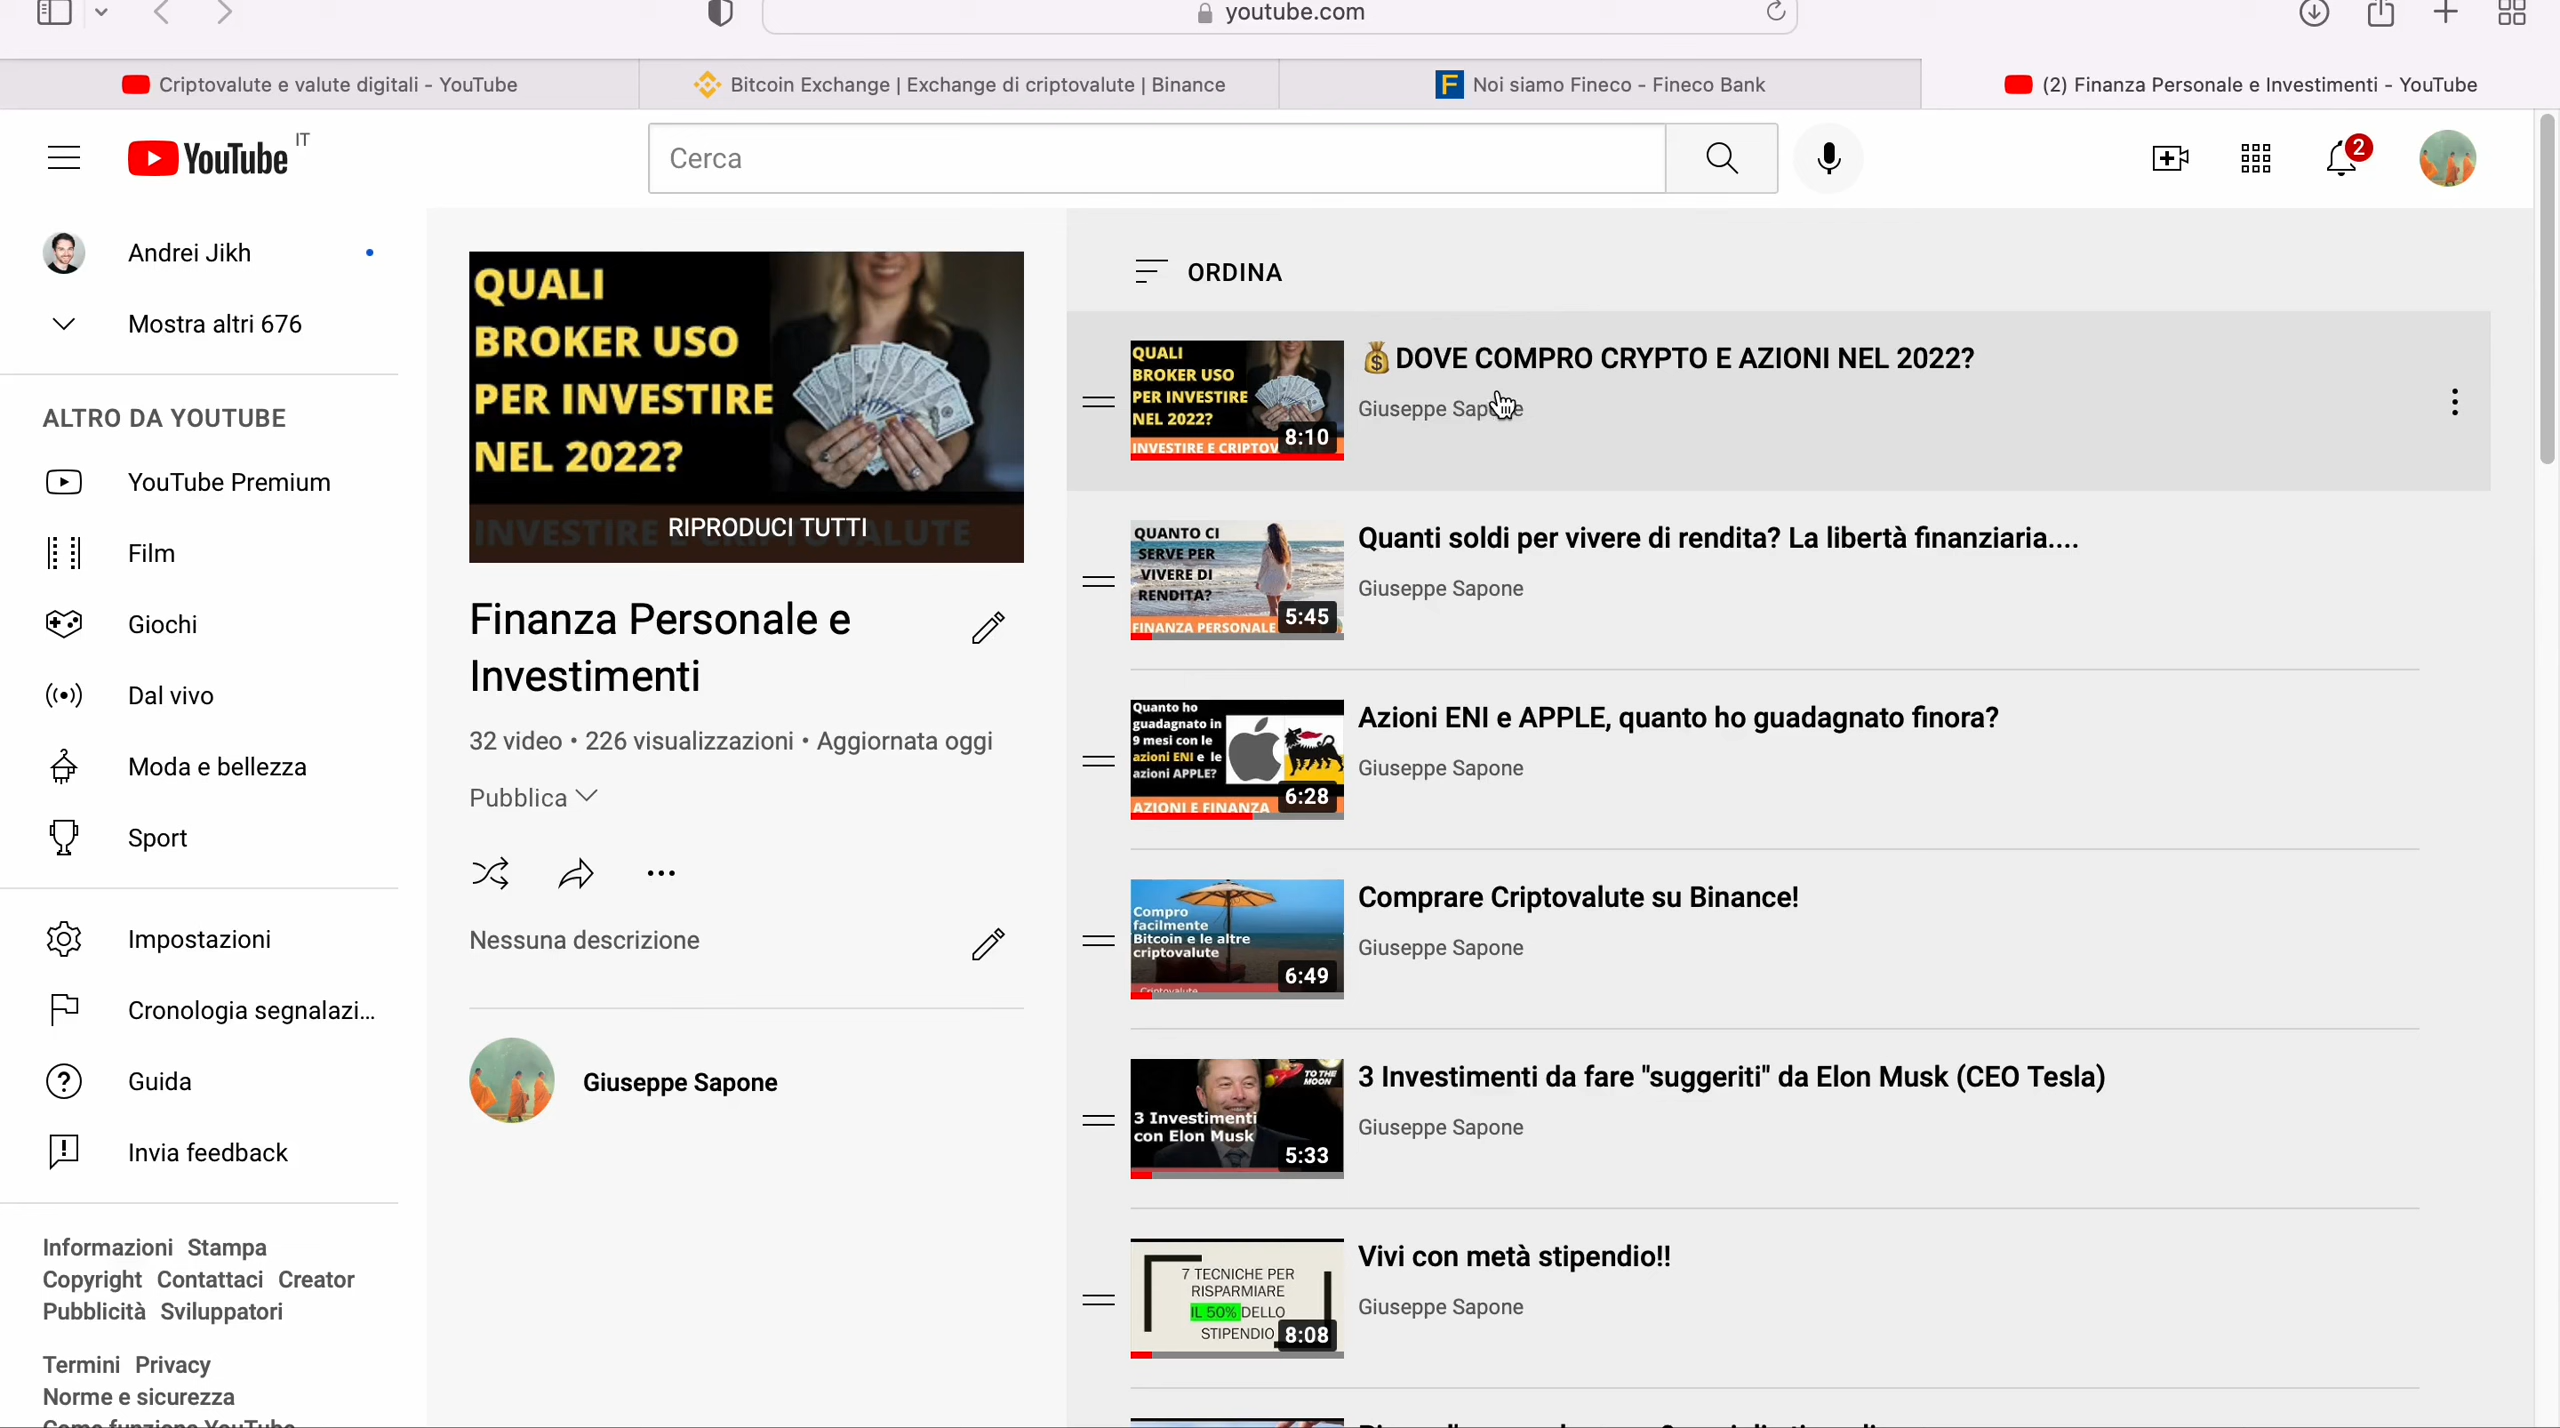 youtube.com
Criptovalute e valute digitali - YouTube
Bitcoin Exchange | Exchange di criptovalute | Binance
F Noi siamo Fineco - Fineco Bank
(2) Finanza Personale e Investimenti - YouTube
YouTube IT
Cerca
2
Andrei Jikh
Mostra altri 676
ALTRO DA YOUTUBE
YouTube Premium
Film
Giochi
Dal vivo
Moda e bellezza
Sport
Impostazioni
Cronologia segnalazi...
Guida
Invia feedback
Informazioni Stampa
Copyright Contattaci Creator
Pubblicità Sviluppatori
Termini Privacy
Norme e sicurezza
QUALI
BROKER USO
PER INVESTIRE
NEL 2022?
RIPRODUCI TUTTI
Finanza Personale e
Investimenti
32 video • 226 visualizzazioni • Aggiornata oggi
Pubblica
Nessuna descrizione
Giuseppe Sapone
ORDINA
QUALI
BROKER USO
PER INVESTIRE
NEL 2022?
8:10
💰DOVE COMPRO CRYPTO E AZIONI NEL 2022?
Giuseppe Sapone
QUANTO CI
SERVE PER
VIVERE DI
RENDITA?
FINANZA PERSONALE
5:45
Quanti soldi per vivere di rendita? La libertà finanziaria....
Giuseppe Sapone
Quanto ho
guadagnato in
9 mesi con le
azioni ENI e le
azioni APPLE?
AZIONI E FINANZA
6:28
Azioni ENI e APPLE, quanto ho guadagnato finora?
Giuseppe Sapone
Compro
facilmente
Bitcoin e le altre
criptovalute
Criptovalute
6:49
Comprare Criptovalute su Binance!
Giuseppe Sapone
TO THE
MOON
3 Investimenti
con Elon Musk
5:33
3 Investimenti da fare "suggeriti" da Elon Musk (CEO Tesla)
Giuseppe Sapone
7 TECNICHE PER
RISPARMIARE
IL 50% DELLO
STIPENDIO
8:08
Vivi con metà stipendio!!
Giuseppe Sapone